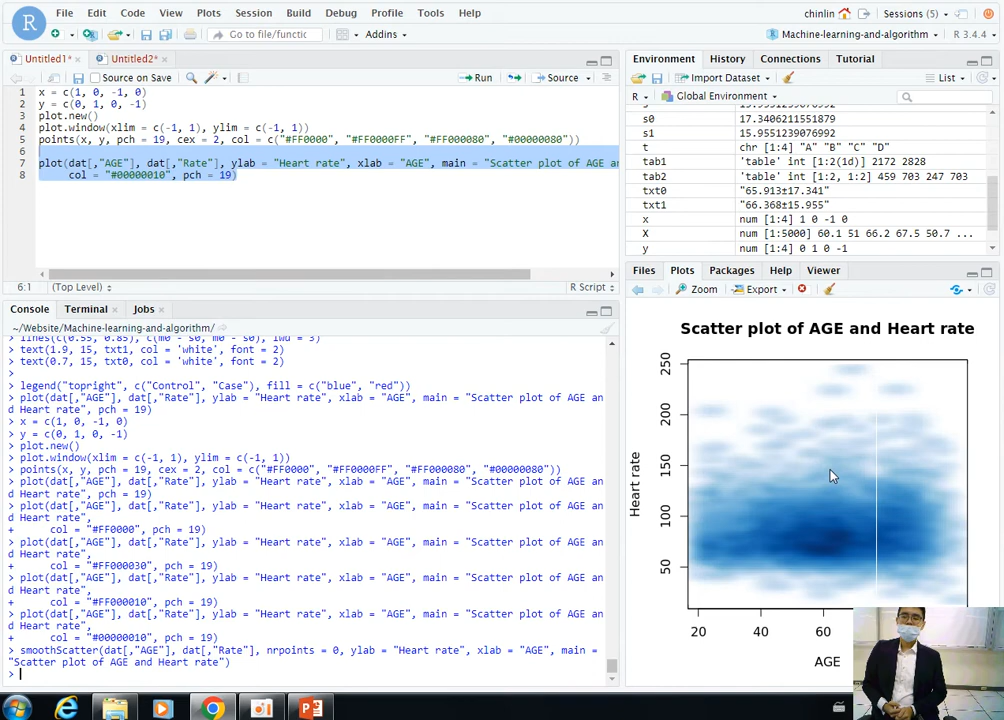 File Edit Code View Plots Session Build Debug Profile Tools Help
chinlin Sessions (5)
R Go to file/functic Addins Machine-learning-and-algorithm R 3.4.4
Untitled1* Untitled2*
Source on Save Run Source
1 x = c(1, 0, -1, 0)
2 y = c(0, 1, 0, -1)
3 plot.new()
4 plot.window(xlim = c(-1, 1), ylim = c(-1, 1))
5 points(x, y, pch = 19, cex = 2, col = c("#FF0000", "#FF0000FF", "#FF000080", "#00000080"))
6
7 plot(dat[,"AGE"], dat[,"Rate"], ylab = "Heart rate", xlab = "AGE", main = "Scatter plot of AGE an
8 col = "#00000010", pch = 19)
6:1 (Top Level) R Script
Console Terminal Jobs
~/Website/Machine-learning-and-algorithm/
> lines(c(0.55, 0.85), c(m0 - s0, m0 - s0), lwd = 3)
> text(1.9, 15, txt1, col = 'white', font = 2)
> text(0.7, 15, txt0, col = 'white', font = 2)
>
> legend("topright", c("Control", "Case"), fill = c("blue", "red"))
> plot(dat[,"AGE"], dat[,"Rate"], ylab = "Heart rate", xlab = "AGE", main = "Scatter plot of AGE an
d Heart rate", pch = 19)
> x = c(1, 0, -1, 0)
> y = c(0, 1, 0, -1)
> plot.new()
> plot.window(xlim = c(-1, 1), ylim = c(-1, 1))
> points(x, y, pch = 19, cex = 2, col = c("#FF0000", "#FF0000FF", "#FF000080", "#00000080"))
> plot(dat[,"AGE"], dat[,"Rate"], ylab = "Heart rate", xlab = "AGE", main = "Scatter plot of AGE an
d Heart rate", pch = 19)
> plot(dat[,"AGE"], dat[,"Rate"], ylab = "Heart rate", xlab = "AGE", main = "Scatter plot of AGE an
d Heart rate",
+ col = "#FF0000", pch = 19)
> plot(dat[,"AGE"], dat[,"Rate"], ylab = "Heart rate", xlab = "AGE", main = "Scatter plot of AGE an
d Heart rate",
+ col = "#FF000030", pch = 19)
> plot(dat[,"AGE"], dat[,"Rate"], ylab = "Heart rate", xlab = "AGE", main = "Scatter plot of AGE an
d Heart rate",
+ col = "#FF000010", pch = 19)
> plot(dat[,"AGE"], dat[,"Rate"], ylab = "Heart rate", xlab = "AGE", main = "Scatter plot of AGE an
d Heart rate",
+ col = "#00000010", pch = 19)
> smoothScatter(dat[,"AGE"], dat[,"Rate"], nrpoints = 0, ylab = "Heart rate", xlab = "AGE", main =
"Scatter plot of AGE and Heart rate")
>
Environment History Connections Tutorial
Import Dataset List
R Global Environment
s 15.9551239076992
s0 17.3406211551879
s1 15.9551239076992
t chr [1:4] "A" "B" "C" "D"
tab1 'table' int [1:2(1d)] 2172 2828
tab2 'table' int [1:2, 1:2] 459 703 247 703
txt0 "65.913±17.341"
txt1 "66.368±15.955"
x num [1:4] 1 0 -1 0
X num [1:5000] 60.1 51 66.2 67.5 50.7 ...
y num [1:4] 0 1 0 -1
Files Plots Packages Help Viewer
Zoom Export
Scatter plot of AGE and Heart rate
250
200
150
100
50
Heart rate
20 40 60
AGE